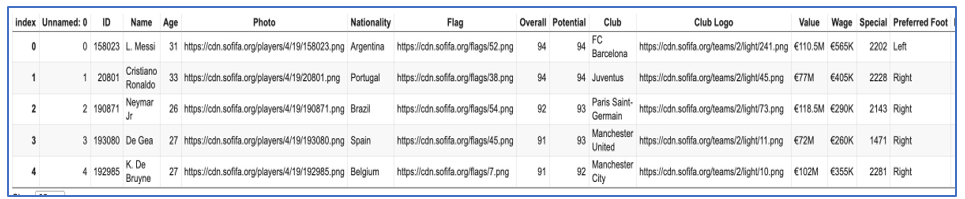 index Unnamed: 0 ID Name Age Photo Nationality Flag Overall Potential Club Club Logo Value Wage Special Preferred Foot
0 0 158023 L. Messi 31 https://cdn.sofifa.org/players/4/19/158023.png Argentina https://cdn.sofifa.org/flags/52.png 94 94 FC Barcelona https://cdn.sofifa.org/teams/2/light/241.png €110.5M €565K 2202 Left
1 1 20801 Cristiano Ronaldo 33 https://cdn.sofifa.org/players/4/19/20801.png Portugal https://cdn.sofifa.org/flags/38.png 94 94 Juventus https://cdn.sofifa.org/teams/2/light/45.png €77M €405K 2228 Right
2 2 190871 Neymar Jr 26 https://cdn.sofifa.org/players/4/19/190871.png Brazil https://cdn.sofifa.org/flags/54.png 92 93 Paris Saint-Germain https://cdn.sofifa.org/teams/2/light/73.png €118.5M €290K 2143 Right
3 3 193080 De Gea 27 https://cdn.sofifa.org/players/4/19/193080.png Spain https://cdn.sofifa.org/flags/45.png 91 93 Manchester United https://cdn.sofifa.org/teams/2/light/11.png €72M €260K 1471 Right
4 4 192985 K. De Bruyne 27 https://cdn.sofifa.org/players/4/19/192985.png Belgium https://cdn.sofifa.org/flags/7.png 91 92 Manchester City https://cdn.sofifa.org/teams/2/light/10.png €102M €355K 2281 Right